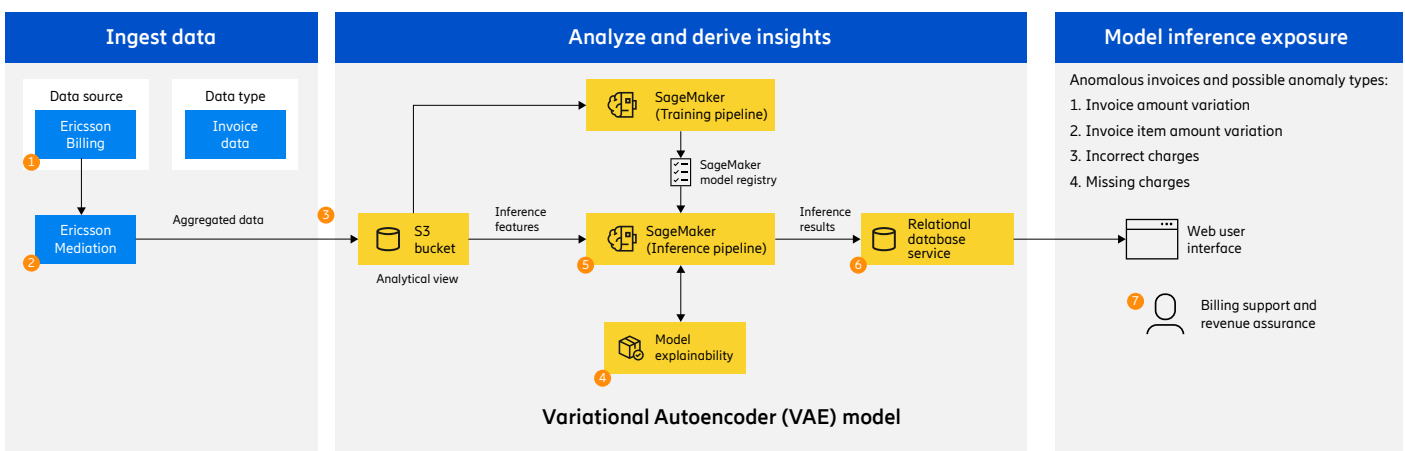 Ingest data
Data source
Ericsson
Billing
1
Data type
Invoice
data
Ericsson
Mediation
2
Aggregated data
Analyze and derive insights
3
S3
bucket
Analytical view
SageMaker
(Training pipeline)
SageMaker
model registry
Inference
features
SageMaker
(Inference pipeline)
5
Model
explainability
4
Inference
results
Relational
database
service
6
Variational Autoencoder (VAE) model
Model inference exposure
Anomalous invoices and possible anomaly types:
1. Invoice amount variation
2. Invoice item amount variation
3. Incorrect charges
4. Missing charges
Web user
interface
7
Billing support and
revenue assurance